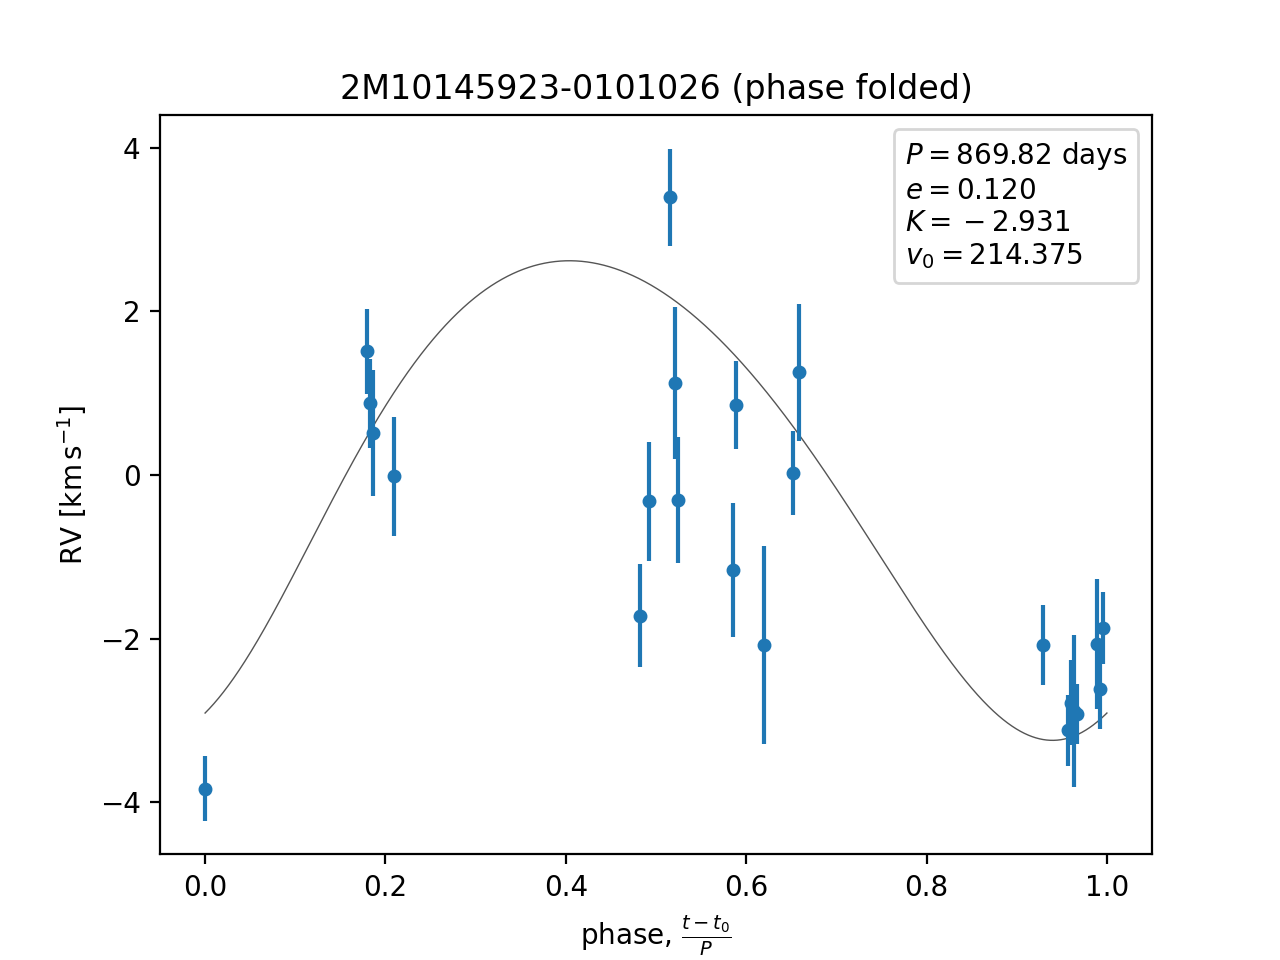 2M10145923-0101026 (phase folded)
P = 869.82 days
e = 0.120
K = −2.931
v₀ = 214.375
4
2
0
−2
−4
RV [km s⁻¹]
0.0 0.2 0.4 0.6 0.8 1.0
phase, (t − t₀)/P